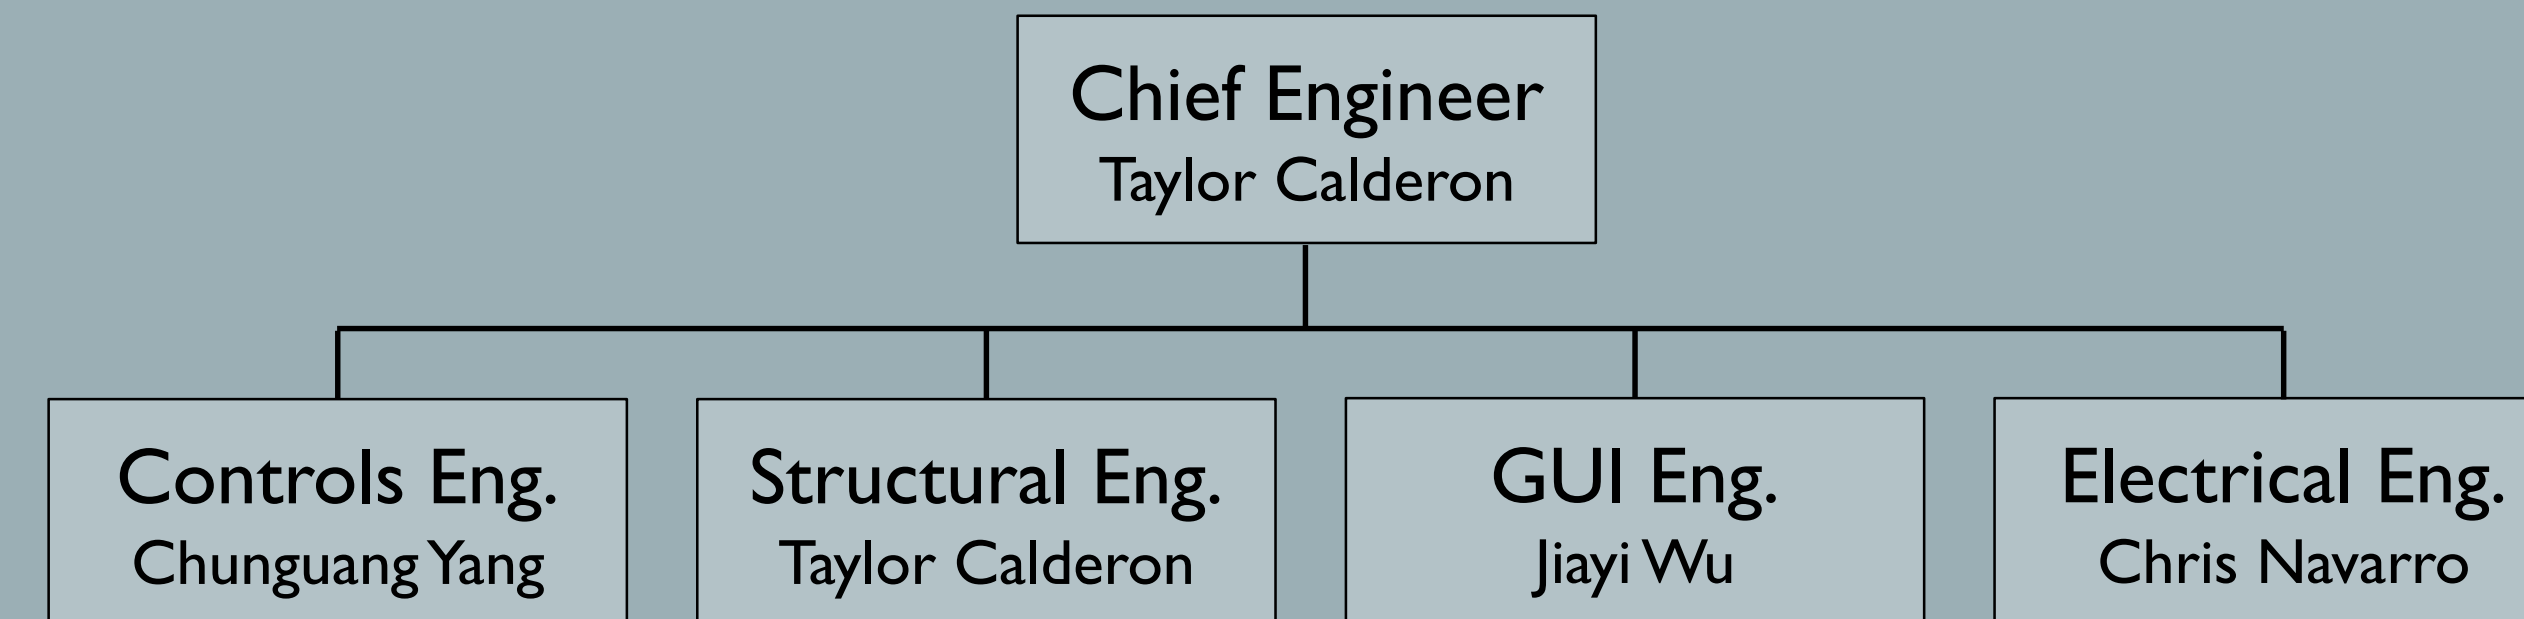 Chief Engineer
Taylor Calderon
Controls Eng.
Chunguang Yang
Structural Eng.
Taylor Calderon
GUI Eng.
Jiayi Wu
Electrical Eng.
Chris Navarro